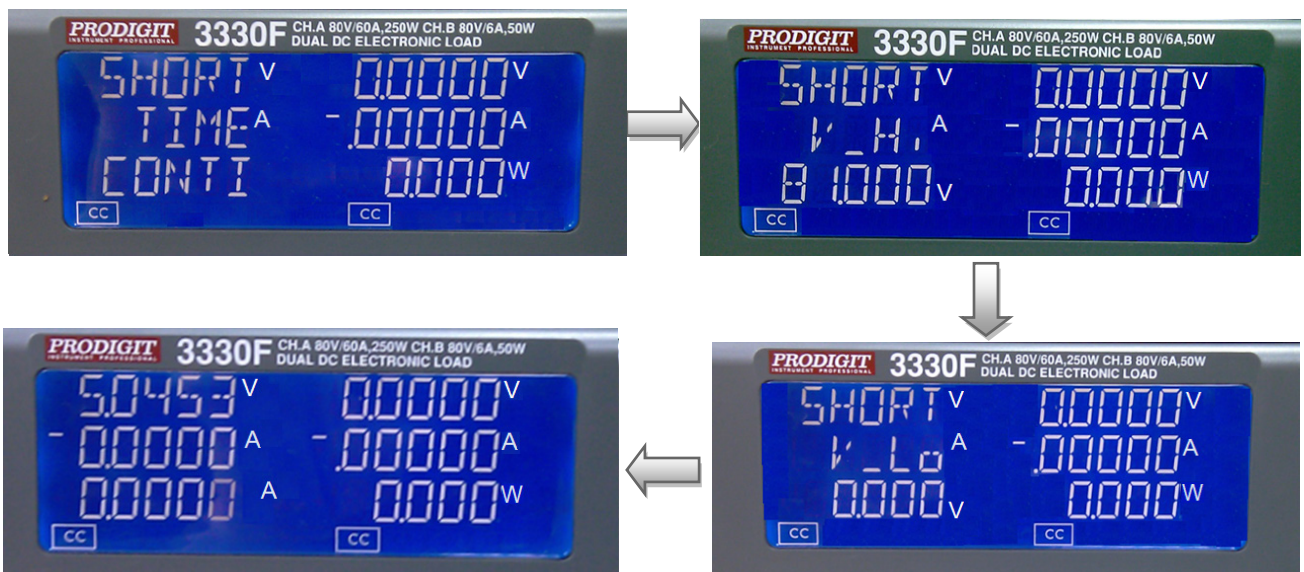 PRODIGIT
INSTRUMENT PROFESSIONAL
3330F
CH.A 80V/60A,250W CH.B 80V/6A,50W
DUAL DC ELECTRONIC LOAD
SHORT V 0.0000 V
TIME A -.00000 A
CONTI 0.000 W
CC CC
PRODIGIT
INSTRUMENT PROFESSIONAL
3330F
CH.A 80V/60A,250W CH.B 80V/6A,50W
DUAL DC ELECTRONIC LOAD
SHORT V 0.0000 V
V_Hi A -.00000 A
81.000 V 0.000 W
CC CC
PRODIGIT
INSTRUMENT PROFESSIONAL
3330F
CH.A 80V/60A,250W CH.B 80V/6A,50W
DUAL DC ELECTRONIC LOAD
5.0453 V 0.0000 V
-0.0000 A -.00000 A
0.0000 A 0.000 W
CC CC
PRODIGIT
INSTRUMENT PROFESSIONAL
3330F
CH.A 80V/60A,250W CH.B 80V/6A,50W
DUAL DC ELECTRONIC LOAD
SHORT V 0.0000 V
V_Lo A -.00000 A
0.000 V 0.000 W
CC CC